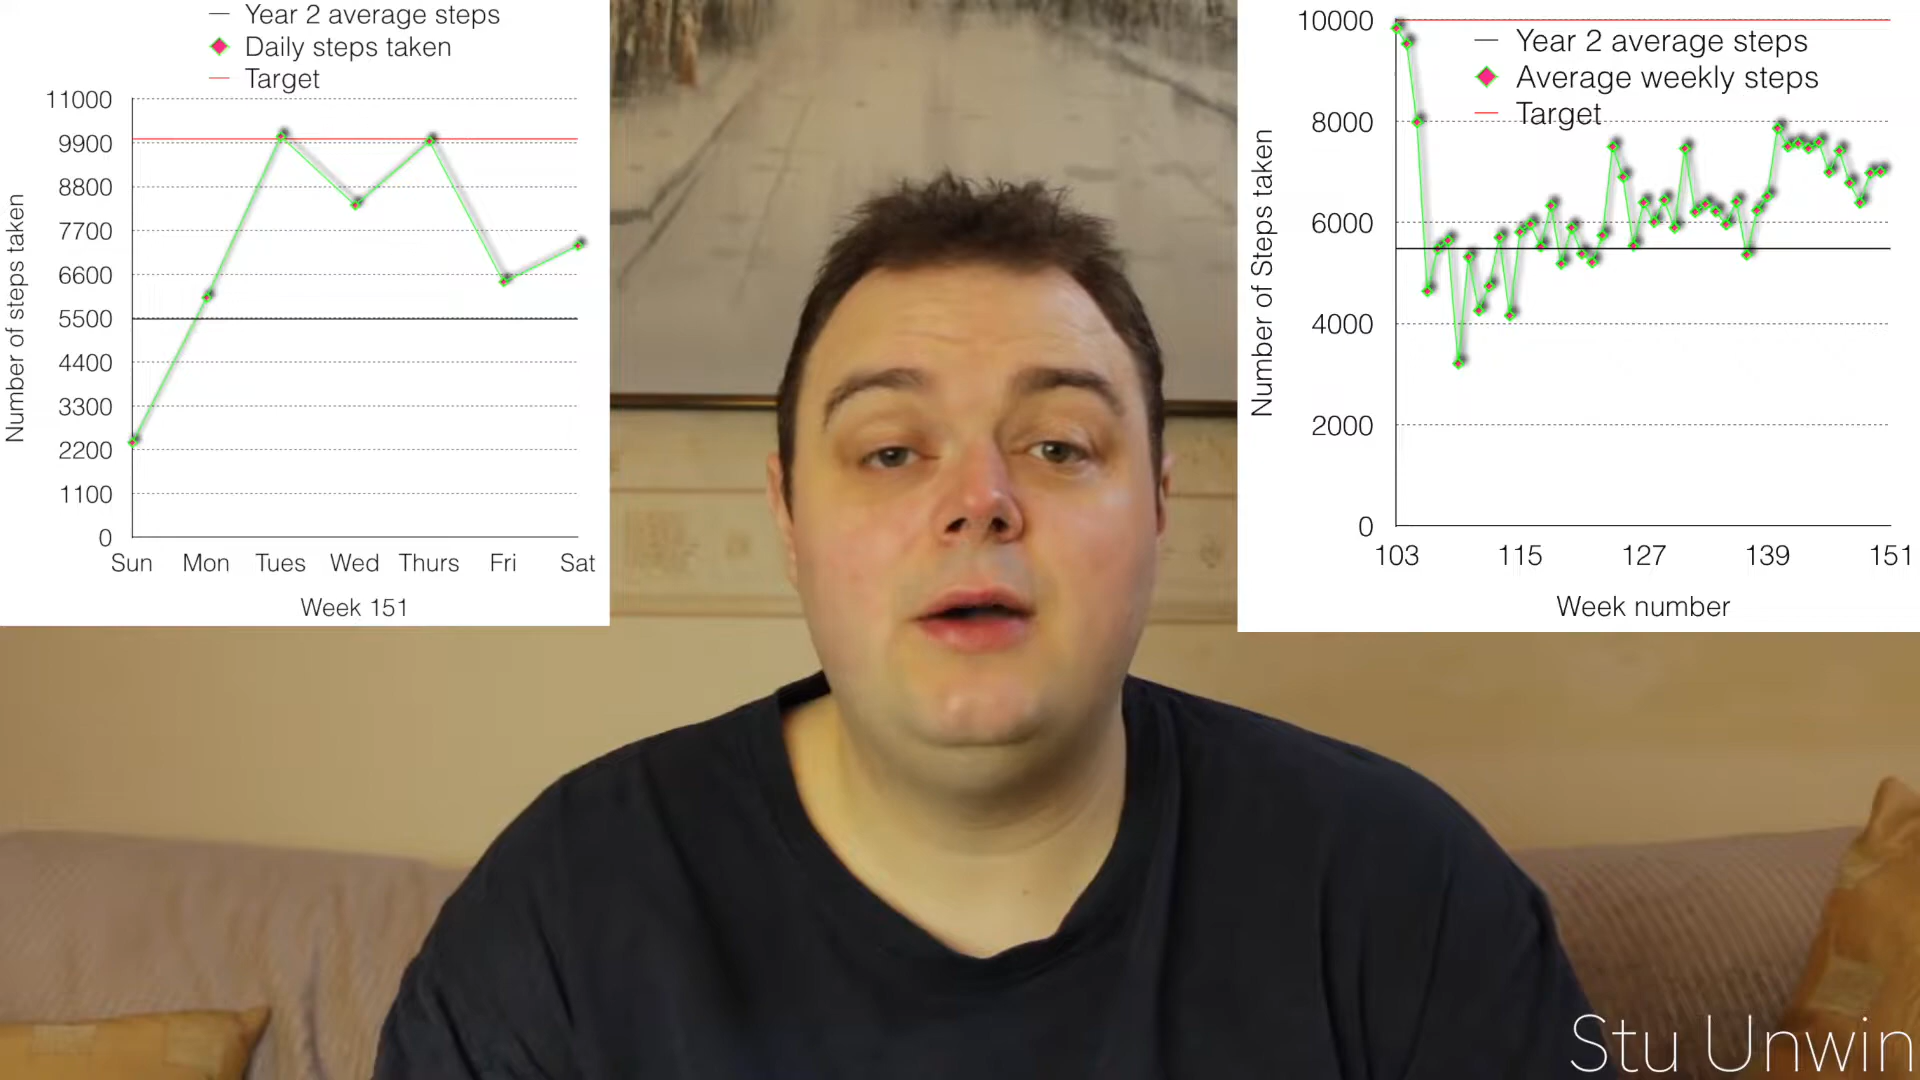 Year 2 average steps
Daily steps taken
Target
11000
9900
8800
7700
6600
5500
4400
3300
2200
1100
0
Number of steps taken
Sun Mon Tues Wed Thurs Fri Sat
Week 151
10000
8000
6000
4000
2000
0
Year 2 average steps
Average weekly steps
Target
Number of Steps taken
103 115 127 139 151
Week number
Stu Unwin